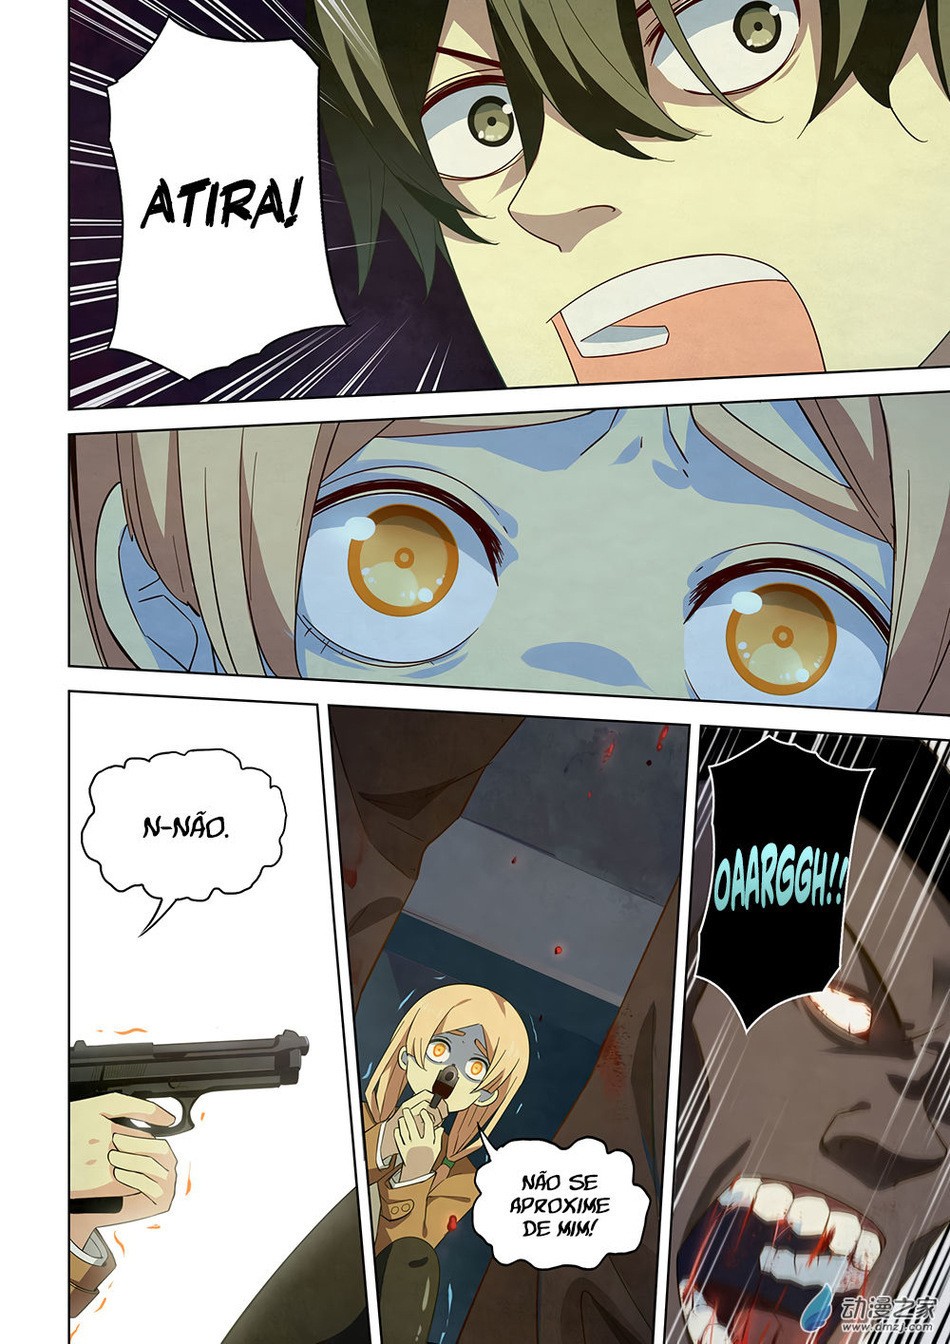 ATIRA!
N-NÃO.
NÃO SE
APROXIME
DE MIM!
OAARGGH!!
动漫之家
www.dmzj.com